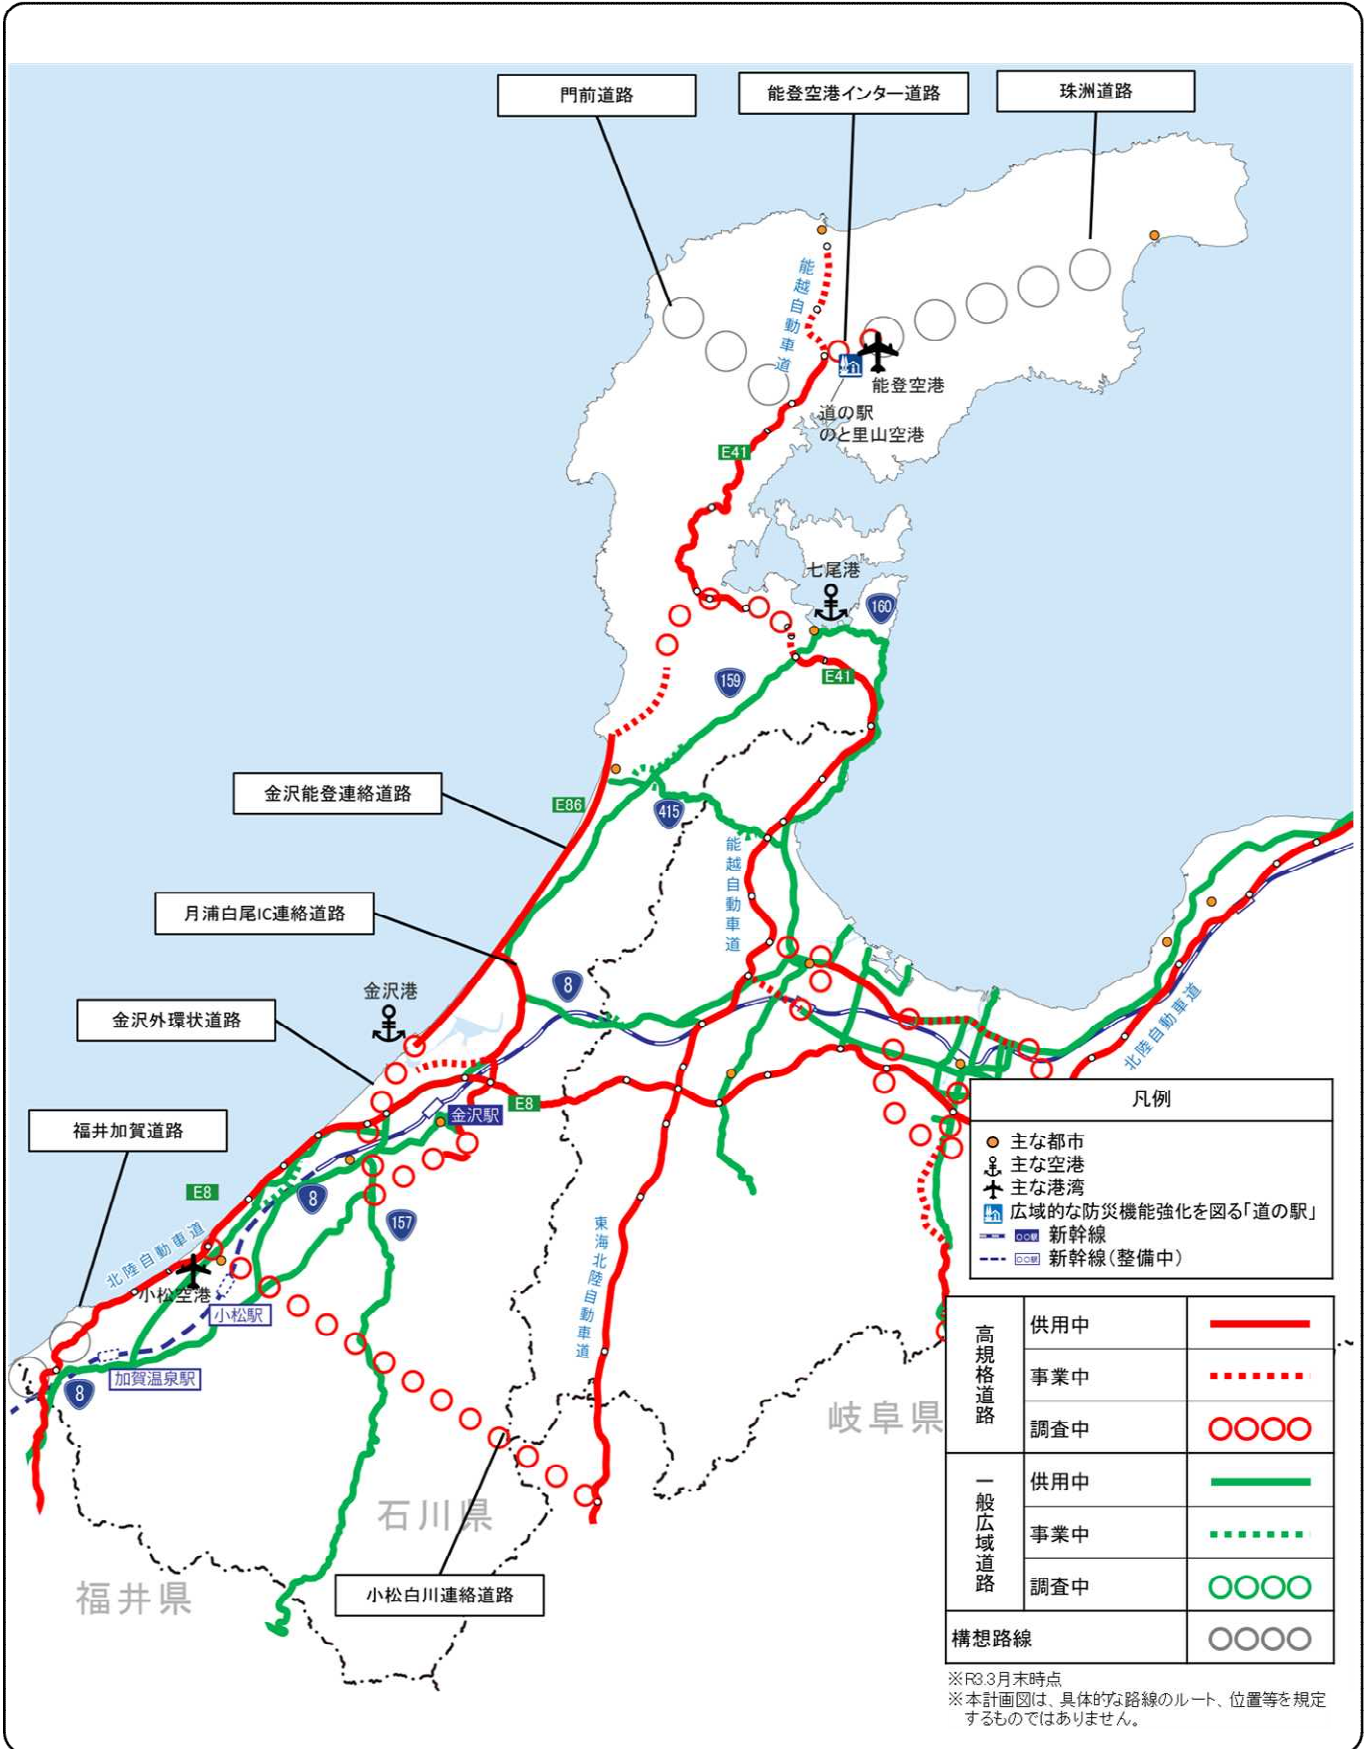 門前道路
能登空港インター道路
珠洲道路
能越自動車道
能登空港
道の駅
のと里山空港
E41
七尾港
160
159
E41
金沢能登連絡道路
E86
415
能越自動車道
月浦白尾IC連絡道路
8
金沢港
金沢外環状道路
北陸自動車道
E8
金沢駅
福井加賀道路
E8
8
157
北陸自動車道
小松空港
小松駅
東海北陸自動車道
加賀温泉駅
8
岐阜県
石川県
福井県
小松白川連絡道路
凡例
主な都市
主な空港
主な港湾
広域的な防災機能強化を図る「道の駅」
○○駅 新幹線
○○駅 新幹線(整備中)
高規格道路
供用中
事業中
調査中
一般広域道路
供用中
事業中
調査中
構想路線
※R3.3月末時点
※本計画図は、具体的な路線のルート、位置等を規定
するものではありません。